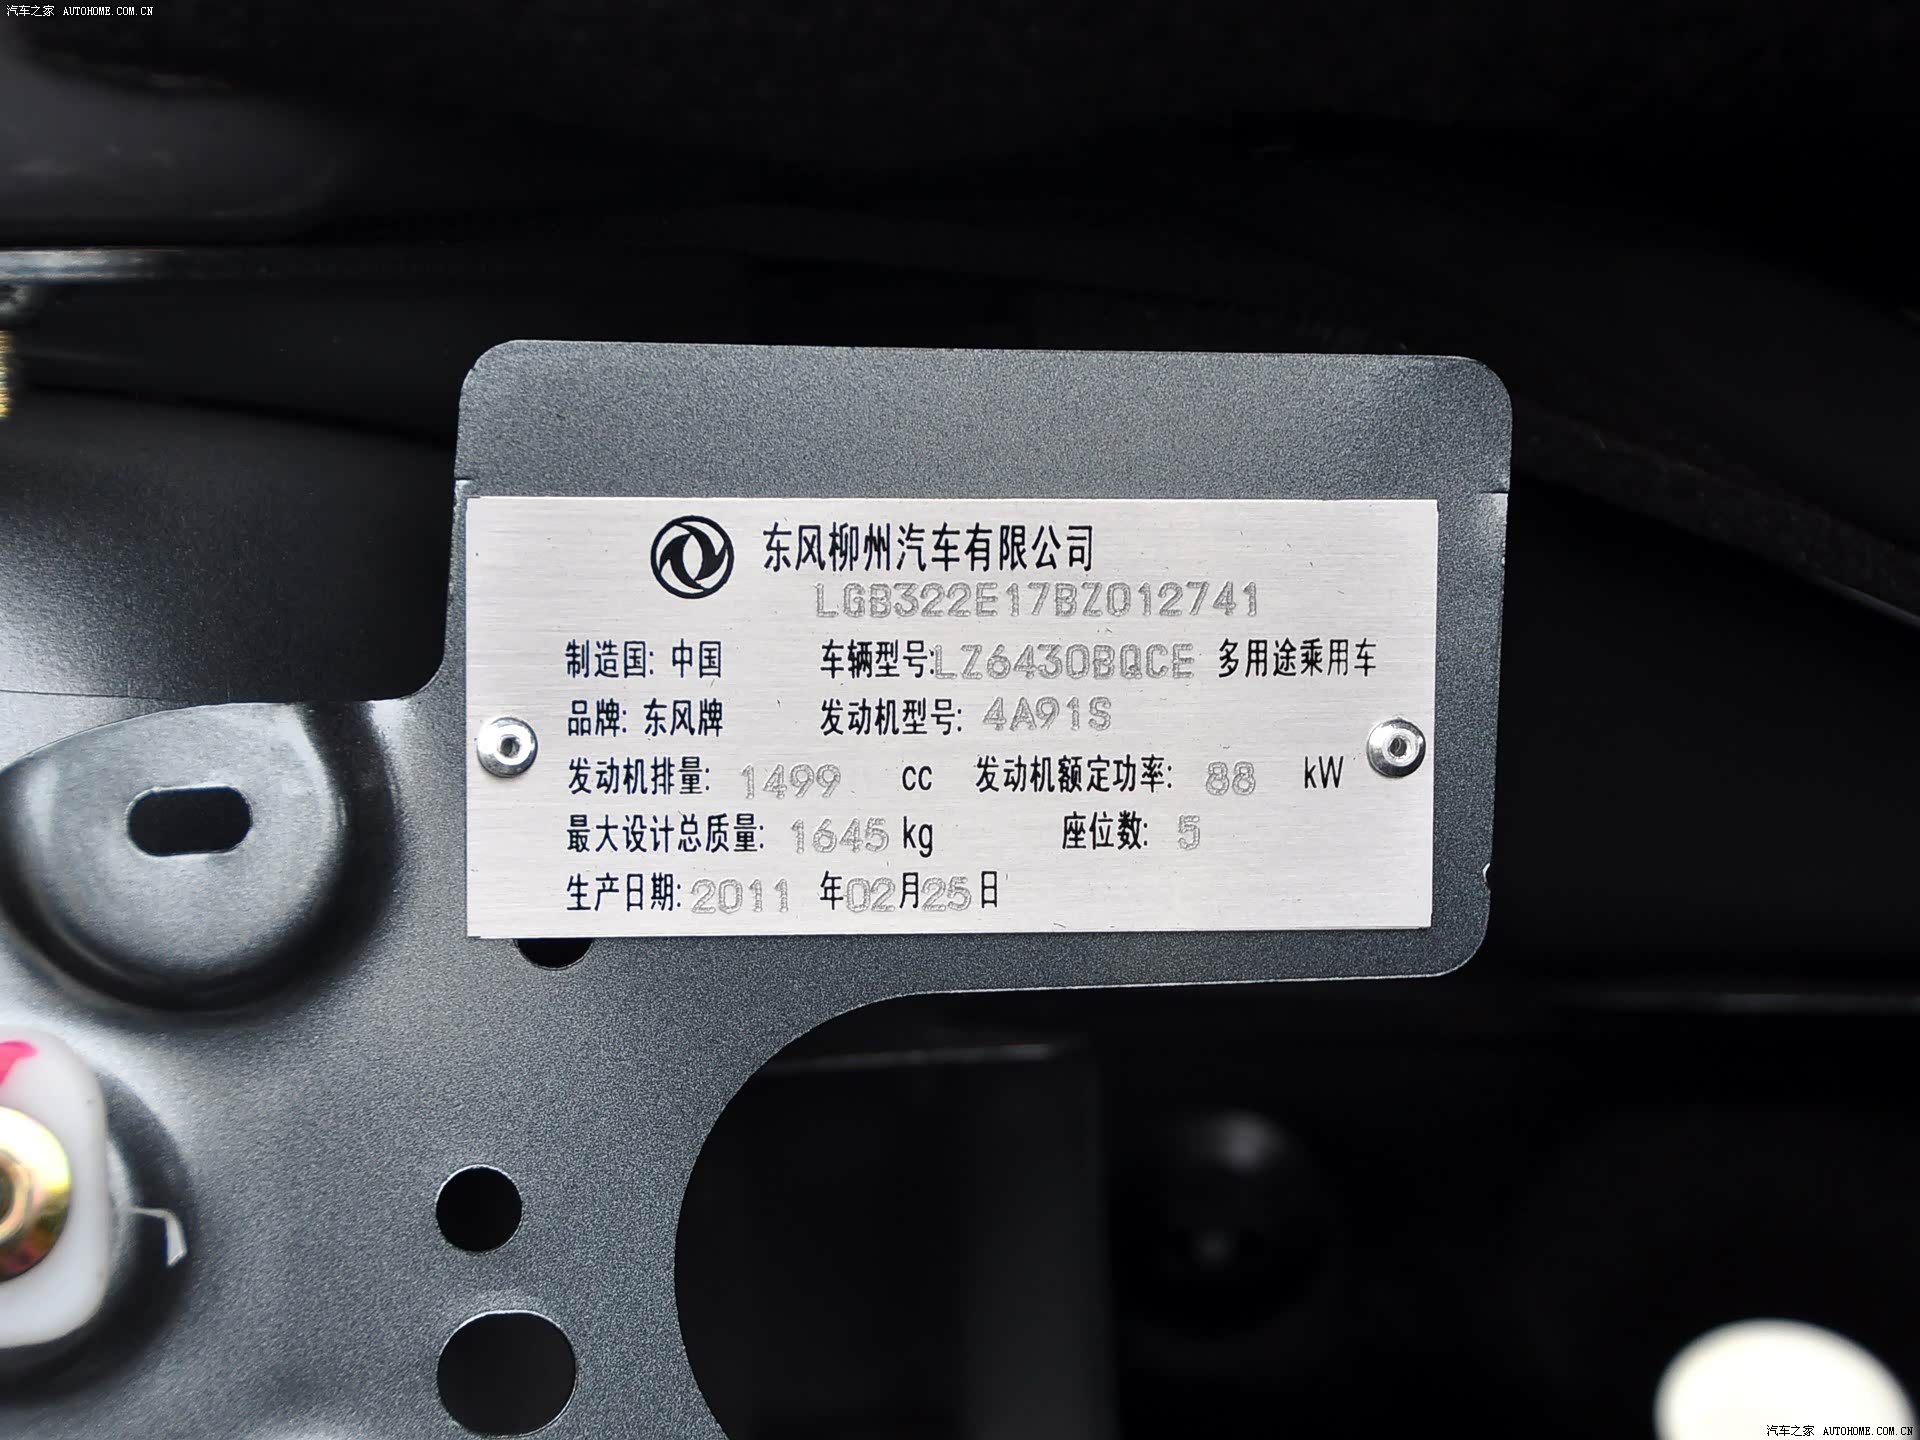 汽车之家 AUTOHOME.COM.CN
东风柳州汽车有限公司
LGB322E17BZ012741
制造国: 中国 车辆型号:LZ6430BQCE 多用途乘用车
品牌: 东风牌 发动机型号: 4A91S
发动机排量: 1499 cc 发动机额定功率: 88 kW
最大设计总质量: 1645 kg 座位数: 5
生产日期: 2011 年02月25日
汽车之家 AUTOHOME.COM.CN